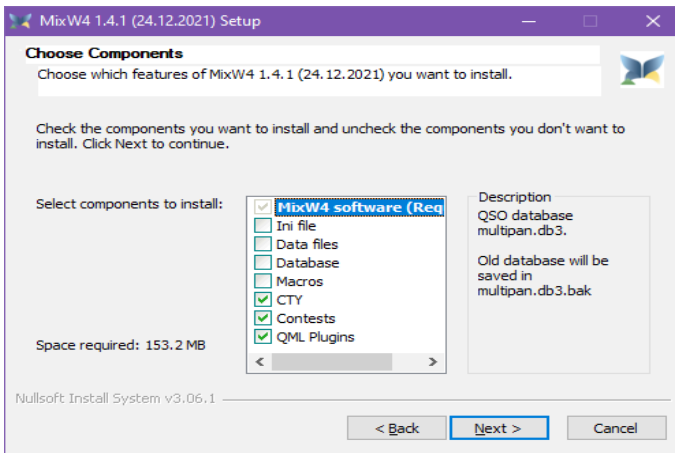 MixW4 1.4.1 (24.12.2021) Setup
Choose Components
Choose which features of MixW4 1.4.1 (24.12.2021) you want to install.
Check the components you want to install and uncheck the components you don't want to
install. Click Next to continue.
Select components to install:
MixW4 software (Req
Ini file
Data files
Database
Macros
CTY
Contests
QML Plugins
Space required: 153.2 MB
Description
QSO database
multipan.db3.
Old database will be
saved in
multipan.db3.bak
Nullsoft Install System v3.06.1
< Back
Next >
Cancel